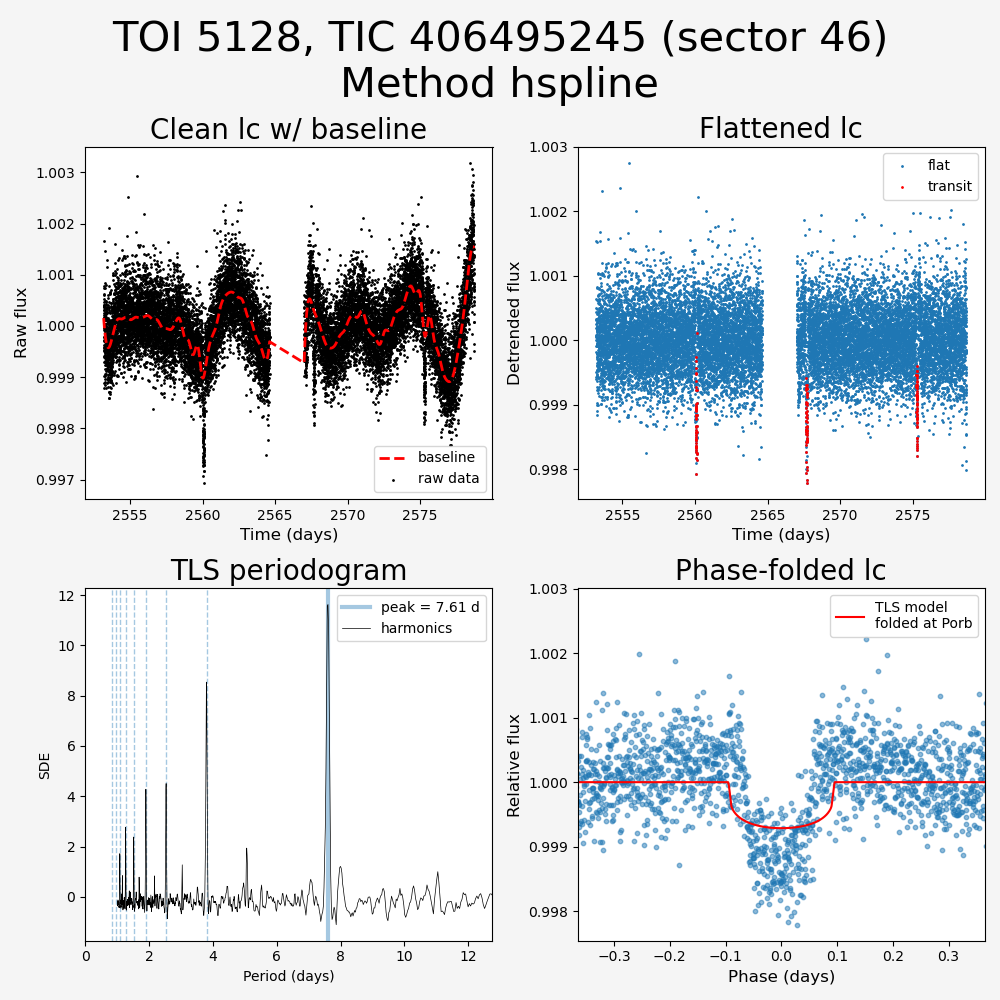 TOI 5128, TIC 406495245 (sector 46)
Method hspline
Clean lc w/ baseline
Raw flux
1.003
1.002
1.001
1.000
0.999
0.998
0.997
baseline
raw data
2555
2560
2565
2570
2575
Time (days)
Flattened lc
Detrended flux
1.003
1.002
1.001
1.000
0.999
0.998
flat
transit
2555
2560
2565
2570
2575
Time (days)
TLS periodogram
SDE
12
10
8
6
4
2
0
peak = 7.61 d
harmonics
0
2
4
6
8
10
12
Period (days)
Phase-folded lc
Relative flux
1.003
1.002
1.001
1.000
0.999
0.998
TLS model
folded at Porb
−0.3
−0.2
−0.1
0.0
0.1
0.2
0.3
Phase (days)